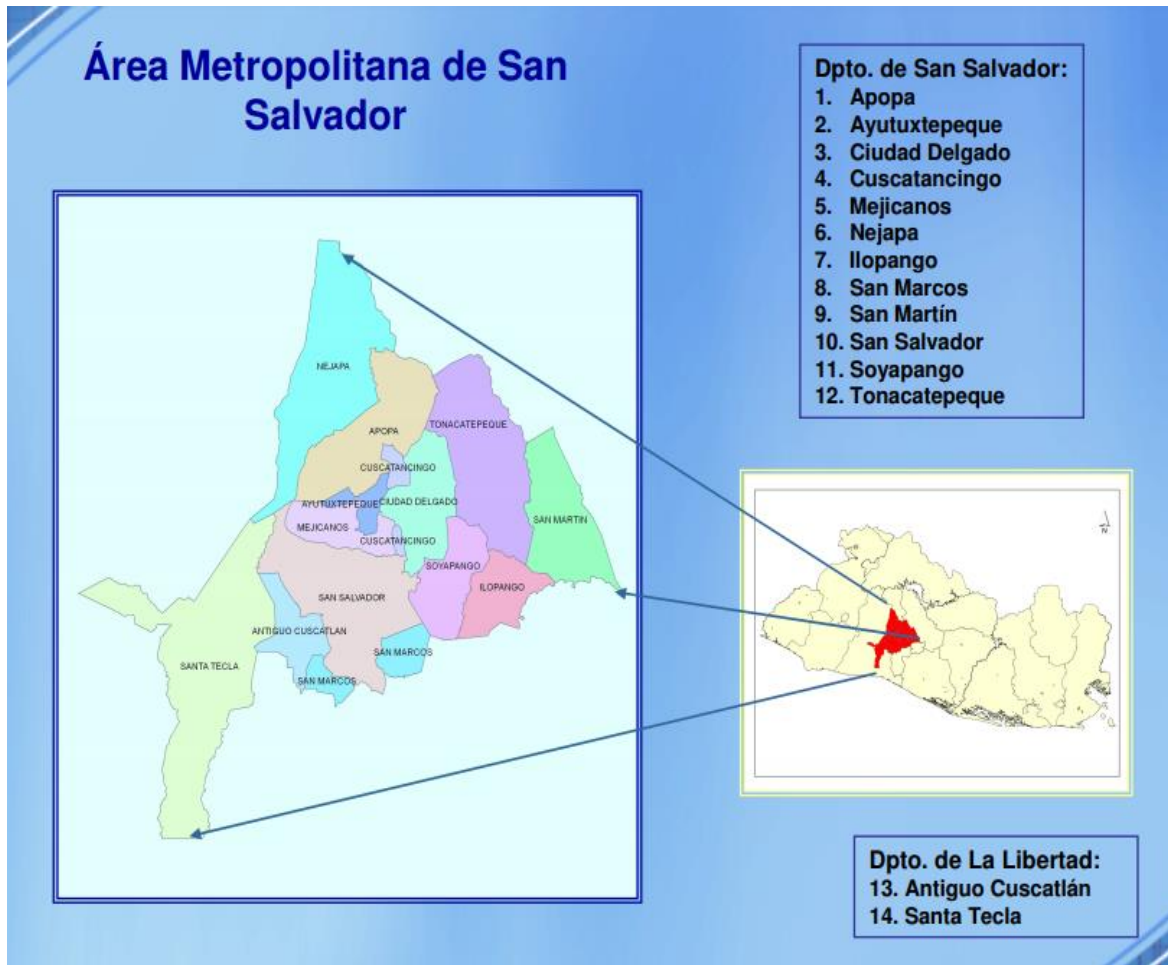 Área Metropolitana de San
Salvador
Dpto. de San Salvador:
1. Apopa
2. Ayutuxtepeque
3. Ciudad Delgado
4. Cuscatancingo
5. Mejicanos
6. Nejapa
7. Ilopango
8. San Marcos
9. San Martín
10. San Salvador
11. Soyapango
12. Tonacatepeque
NEJAPA
APOPA
TONACATEPEQUE
CUSCATANCINGO
AYUTUXTEPEQUE
CIUDAD DELGADO
SAN MARTIN
MEJICANOS
CUSCATANCINGO
SOYAPANGO
ILOPANGO
SAN SALVADOR
ANTIGUO CUSCATLAN
SAN MARCOS
SANTA TECLA
SAN MARCOS
N
Dpto. de La Libertad:
13. Antiguo Cuscatlán
14. Santa Tecla